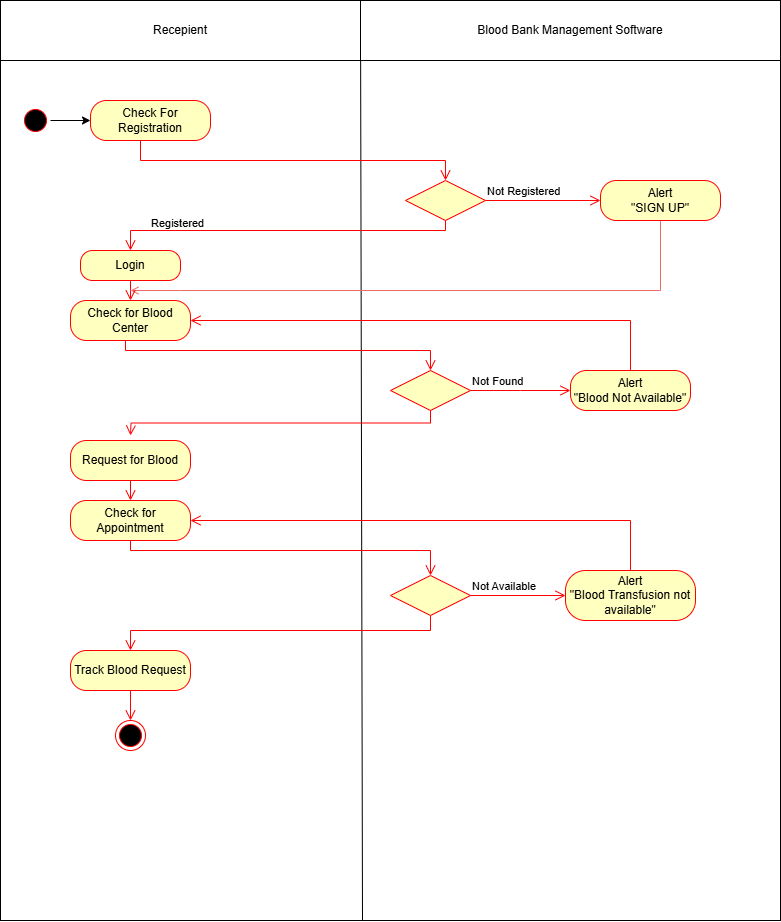 Recepient
Blood Bank Management Software
Check For
Registration
Not Registered
Alert
"SIGN UP"
Registered
Login
Check for Blood
Center
Not Found
Alert
"Blood Not Available"
Request for Blood
Check for
Appointment
Not Available
Alert
"Blood Transfusion not
available"
Track Blood Request